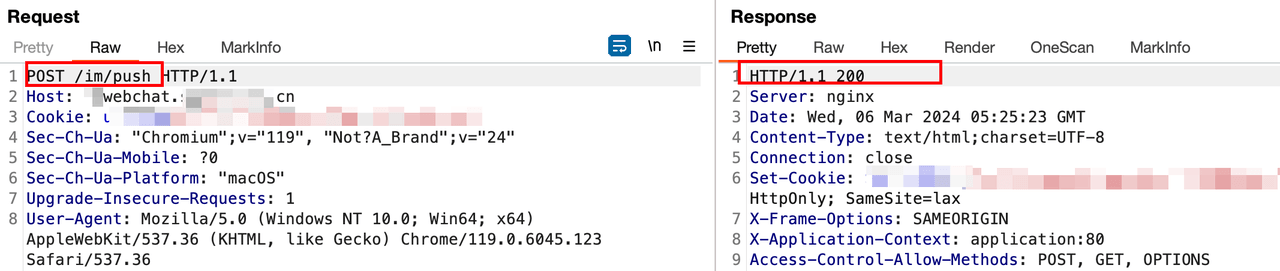 Request
Pretty Raw Hex MarkInfo \n
1 POST /im/push HTTP/1.1
2 Host: webchat. .cn
3 Cookie:
4 Sec-Ch-Ua: "Chromium";v="119", "Not?A_Brand";v="24"
5 Sec-Ch-Ua-Mobile: ?0
6 Sec-Ch-Ua-Platform: "macOS"
7 Upgrade-Insecure-Requests: 1
8 User-Agent: Mozilla/5.0 (Windows NT 10.0; Win64; x64)
AppleWebKit/537.36 (KHTML, like Gecko) Chrome/119.0.6045.123
Safari/537.36
Response
Pretty Raw Hex Render OneScan MarkInfo
1 HTTP/1.1 200
2 Server: nginx
3 Date: Wed, 06 Mar 2024 05:25:23 GMT
4 Content-Type: text/html;charset=UTF-8
5 Connection: close
6 Set-Cookie:
HttpOnly; SameSite=lax
7 X-Frame-Options: SAMEORIGIN
8 X-Application-Context: application:80
9 Access-Control-Allow-Methods: POST, GET, OPTIONS